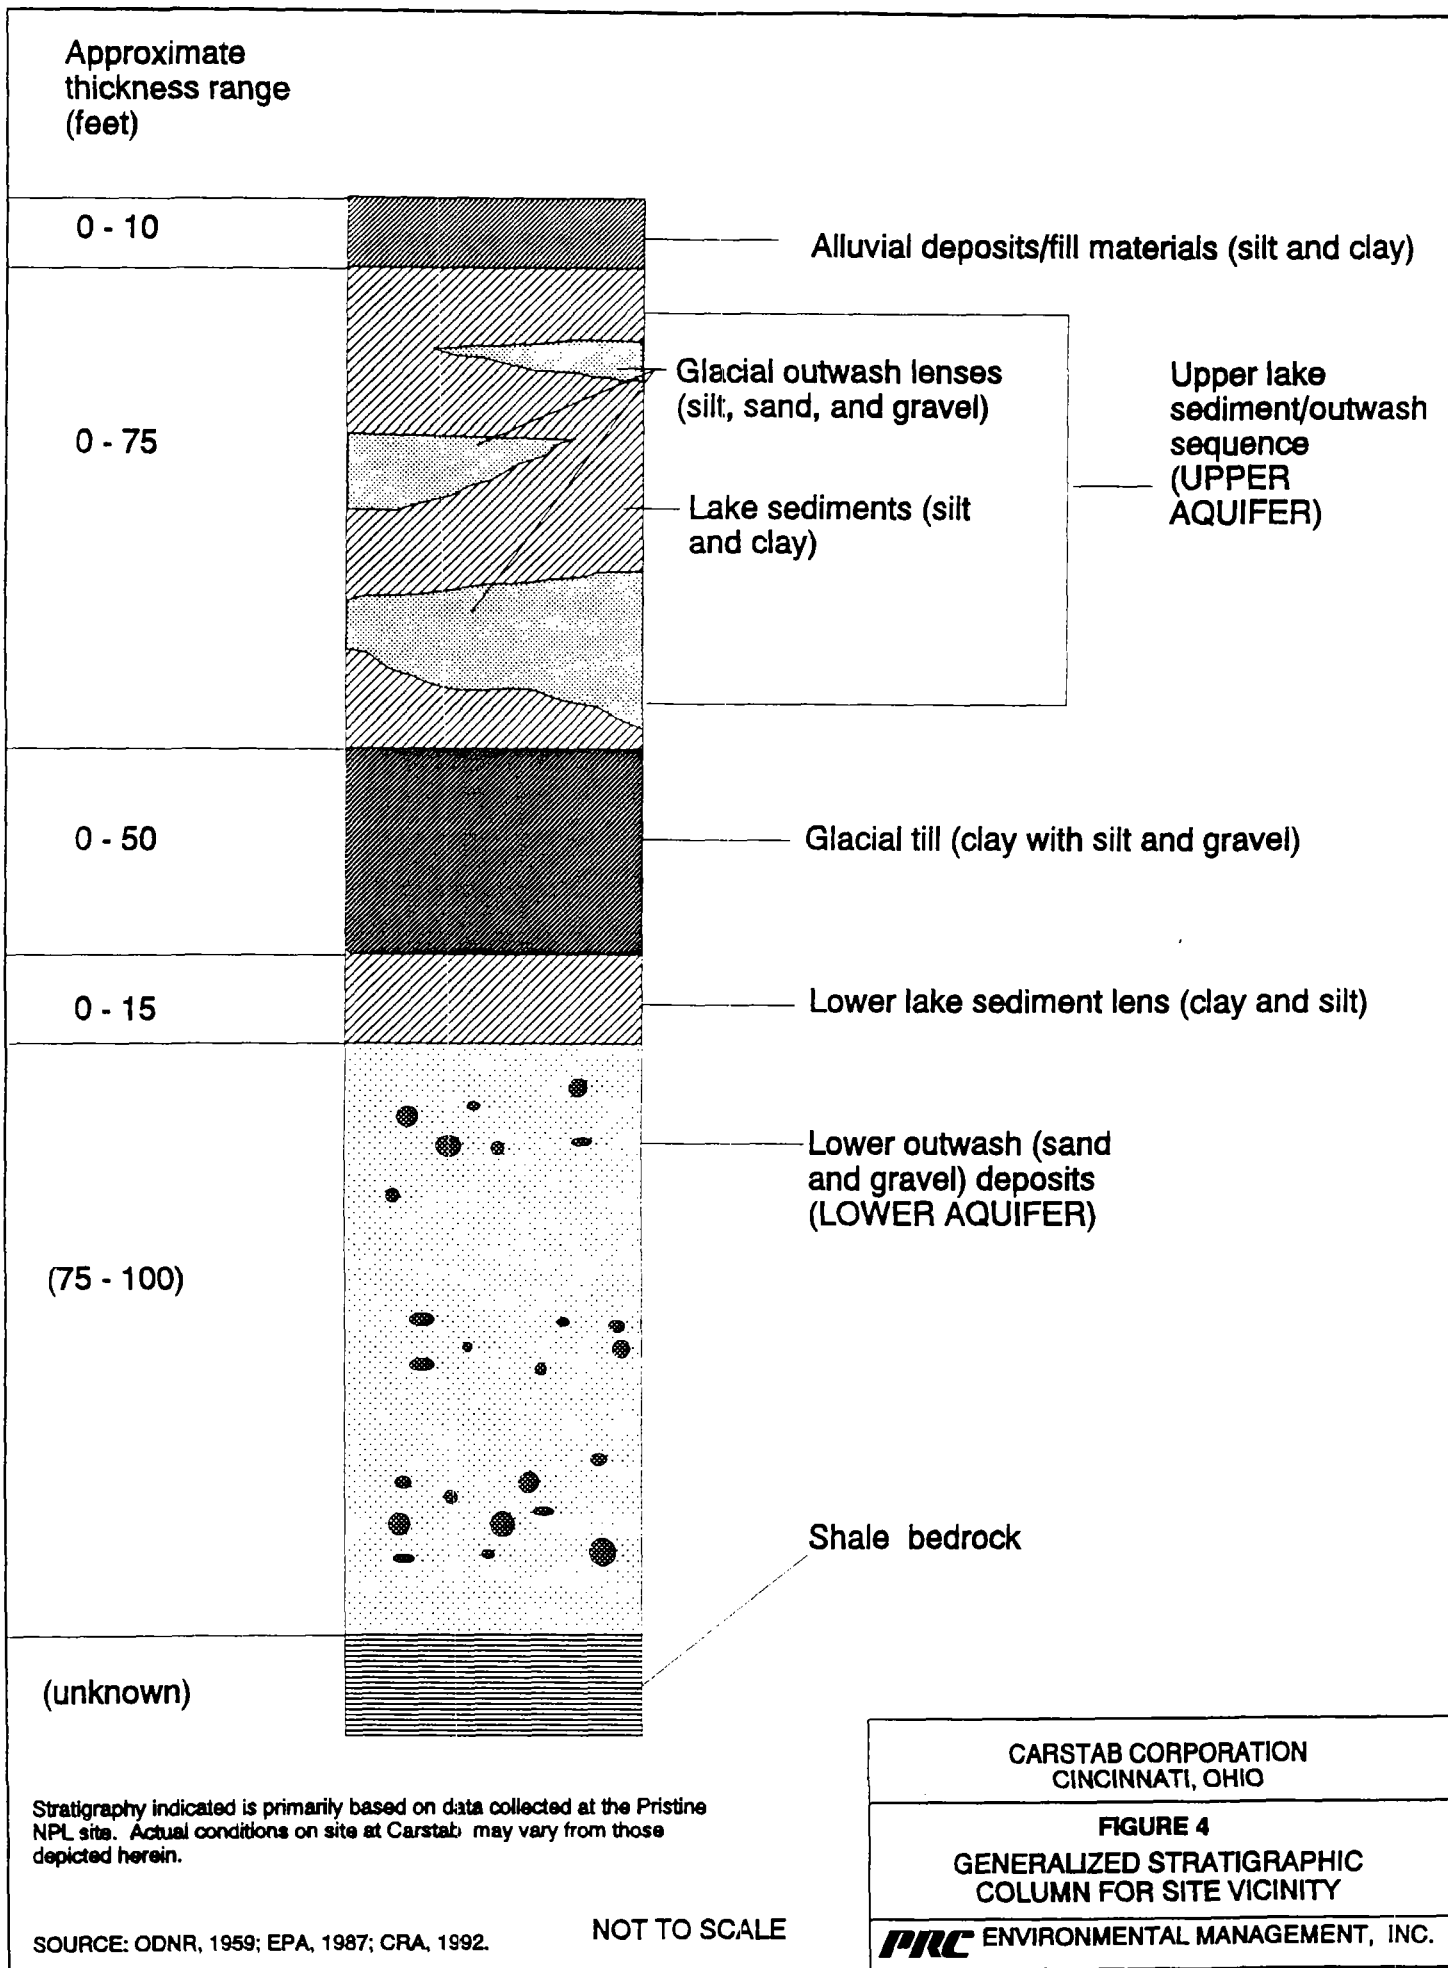 Approximate
thickness range
(feet)
0 - 10
Alluvial deposits/fill materials (silt and clay)
0 - 75
Glacial outwash lenses
(silt, sand, and gravel)
Lake sediments (silt
and clay)
Upper lake
sediment/outwash
sequence
(UPPER
AQUIFER)
0 - 50
Glacial till (clay with silt and gravel)
0 - 15
Lower lake sediment lens (clay and silt)
(75 - 100)
Lower outwash (sand
and gravel) deposits
(LOWER AQUIFER)
(unknown)
Shale bedrock
Stratigraphy indicated is primarily based on data collected at the Pristine
NPL site. Actual conditions on site at Carstab may vary from those
depicted herein.
SOURCE: ODNR, 1959; EPA, 1987; CRA, 1992.
NOT TO SCALE
CARSTAB CORPORATION
CINCINNATI, OHIO
FIGURE 4
GENERALIZED STRATIGRAPHIC
COLUMN FOR SITE VICINITY
PRC ENVIRONMENTAL MANAGEMENT, INC.